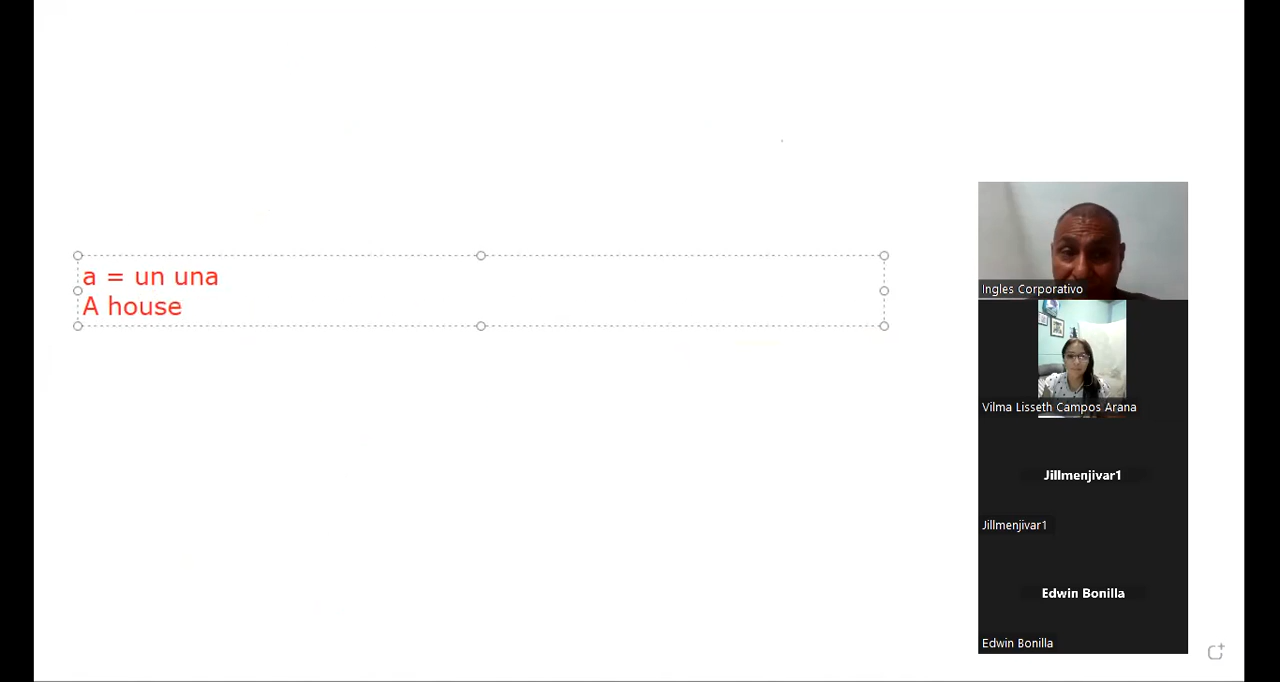 a = un una
A house
Ingles Corporativo
Vilma Lisseth Campos Arana
Jillmenjivar1
Jillmenjivar1
Edwin Bonilla
Edwin Bonilla